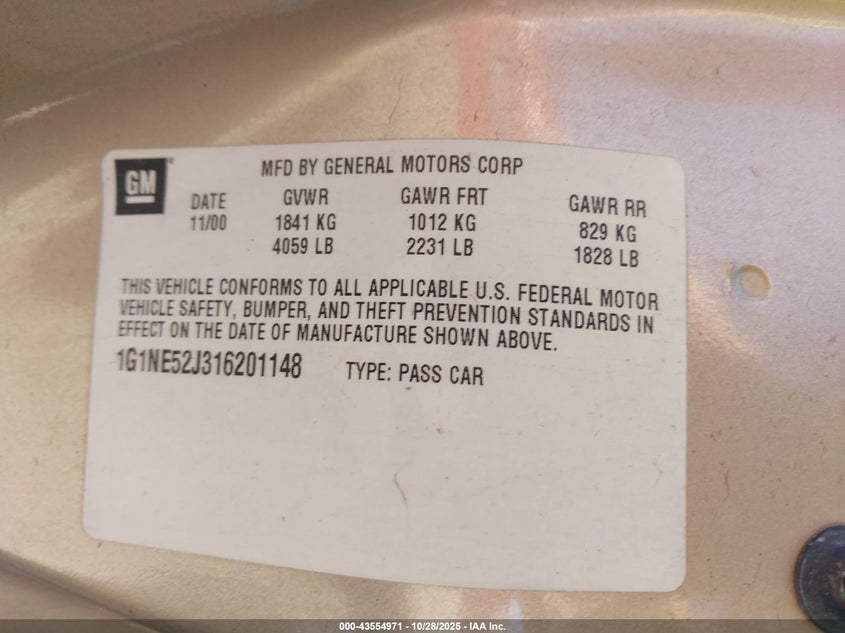 GM
MFD BY GENERAL MOTORS CORP
DATE GVWR GAWR FRT GAWR RR
11/00 1841 KG 1012 KG 829 KG
4059 LB 2231 LB 1828 LB
THIS VEHICLE CONFORMS TO ALL APPLICABLE U.S. FEDERAL MOTOR
VEHICLE SAFETY, BUMPER, AND THEFT PREVENTION STANDARDS IN
EFFECT ON THE DATE OF MANUFACTURE SHOWN ABOVE.
1G1NE52J316201148 TYPE: PASS CAR
000-43554971 | 10/28/2025 - IAA Inc.